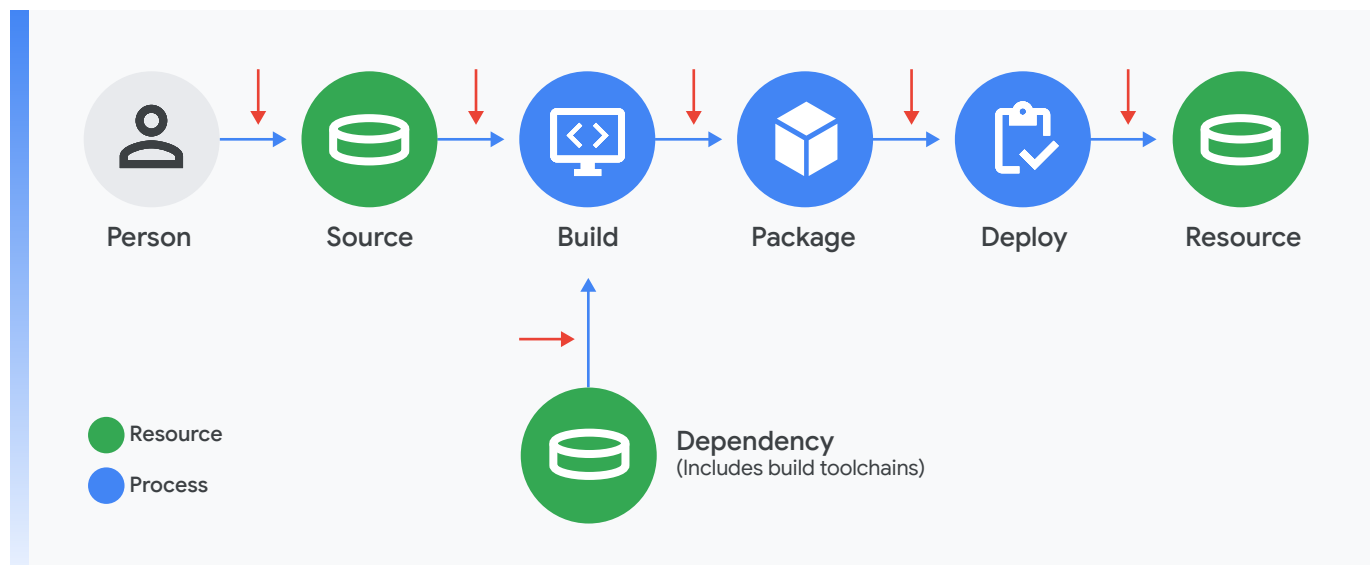 Person
Source
Build
Package
Deploy
Resource
Dependency
(Includes build toolchains)
Resource
Process